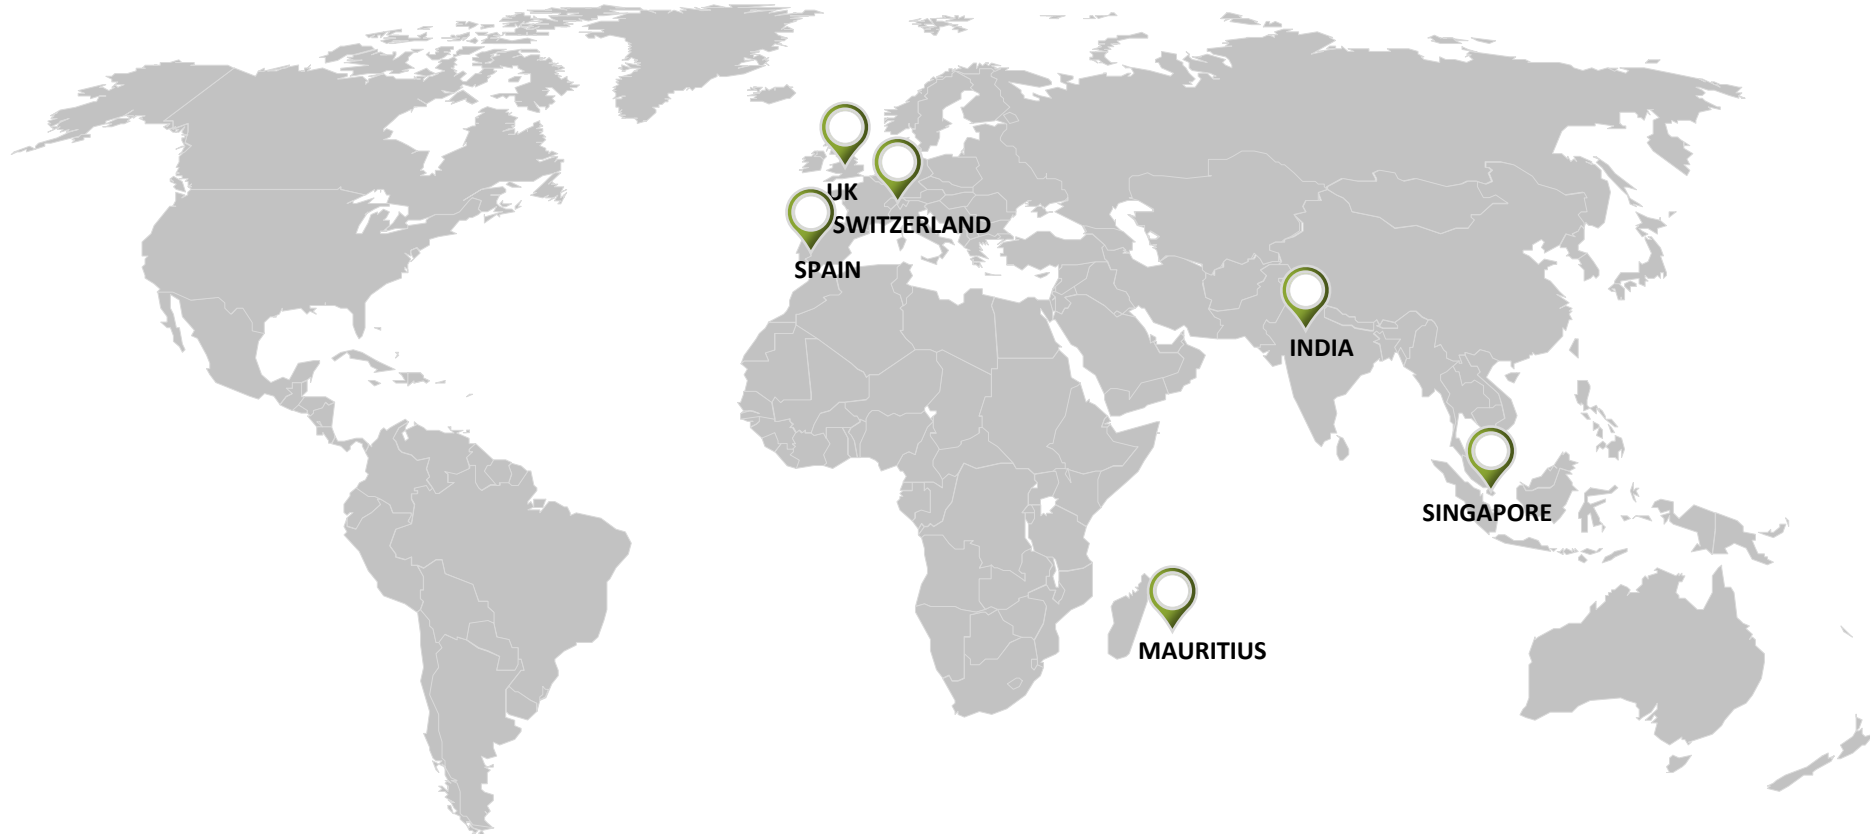 UK
SWITZERLAND
SPAIN
INDIA
SINGAPORE
MAURITIUS